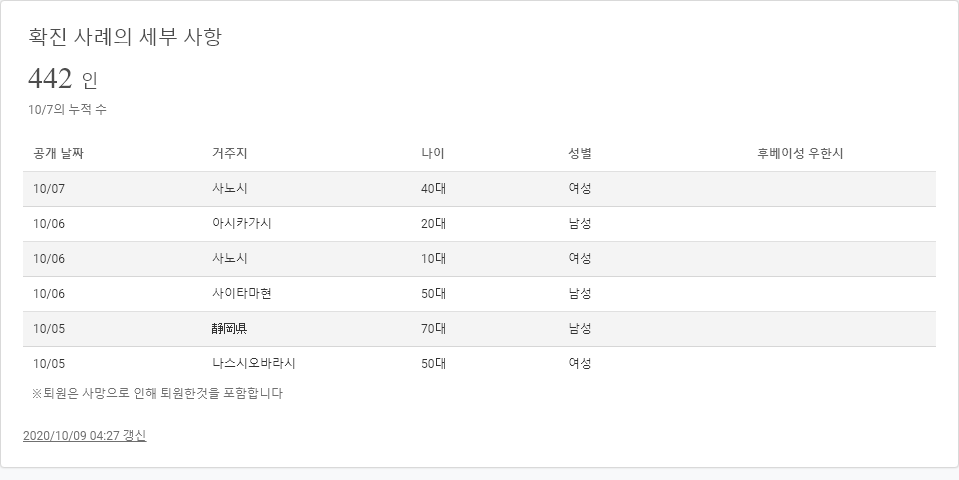 확진 사례의 세부 사항
442 인
10/7의 누적 수
공개 날짜 거주지 나이 성별 후베이성 우한시
10/07 사노시 40대 여성
10/06 아시카가시 20대 남성
10/06 사노시 10대 여성
10/06 사이타마현 50대 남성
10/05 静岡県 70대 남성
10/05 나스시오바라시 50대 여성
※퇴원은 사망으로 인해 퇴원한것을 포함합니다
2020/10/09 04:27 갱신